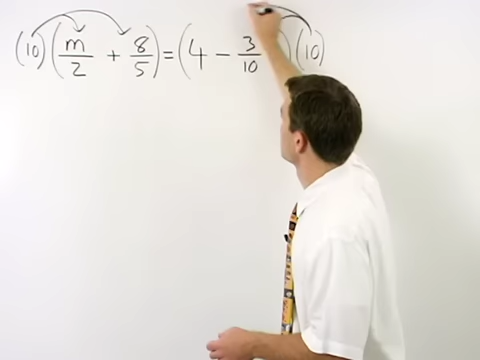 (10) (m/2 + 8/5) = (4 - 3/10 ) (10)